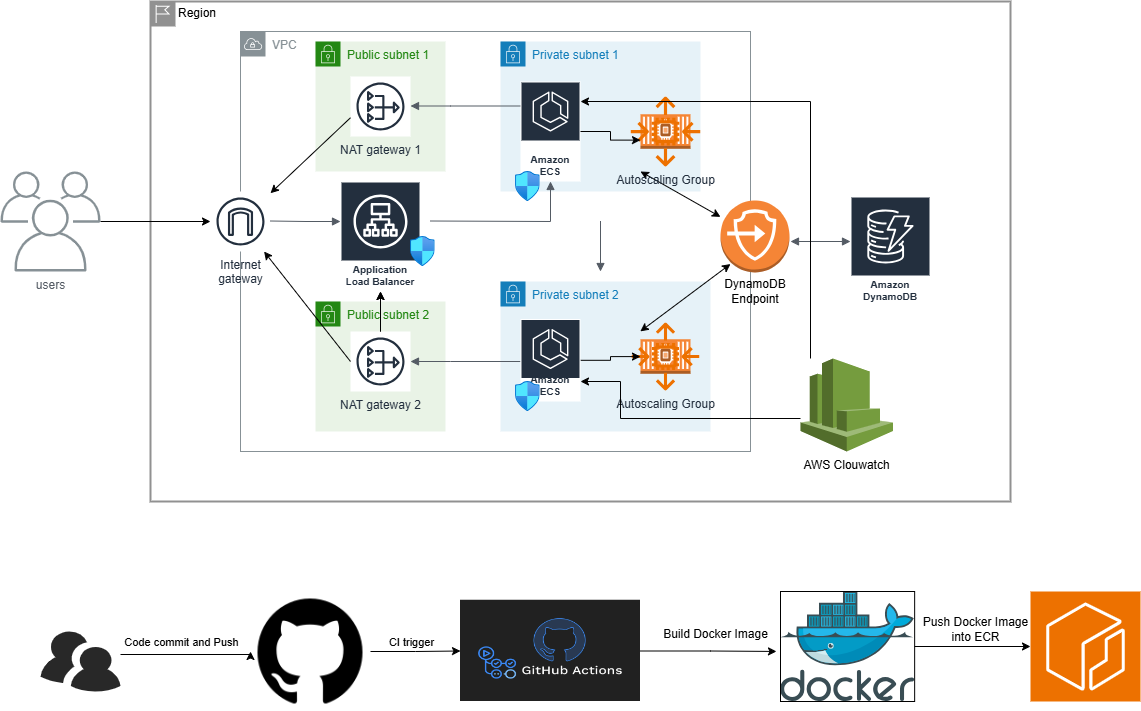 Region
VPC
Public subnet 1
Private subnet 1
NAT gateway 1
Amazon
ECS
Autoscaling Group
users
Internet
gateway
Application
Load Balancer
DynamoDB
Endpoint
Amazon
DynamoDB
Public subnet 2
Private subnet 2
NAT gateway 2
Amazon
ECS
Autoscaling Group
AWS Clouwatch
Code commit and Push
CI trigger
GitHub Actions
Build Docker Image
docker
Push Docker Image
into ECR